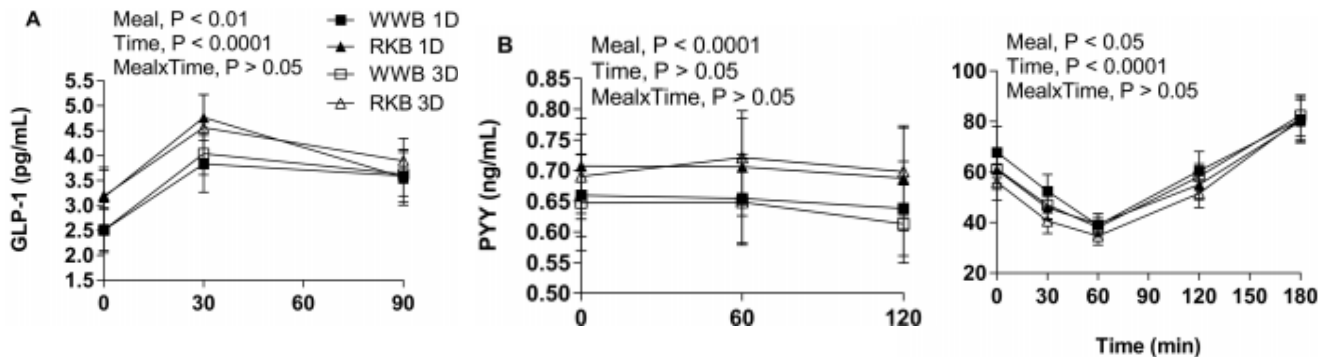 A
Meal, P < 0.01
Time, P < 0.0001
MealxTime, P > 0.05
WWB 1D
RKB 1D
WWB 3D
RKB 3D
GLP-1 (pg/mL)
5.5
5.0
4.5
4.0
3.5
3.0
2.5
2.0
1.5
0 30 60 90
B
Meal, P < 0.0001
Time, P > 0.05
MealxTime, P > 0.05
PYY (ng/mL)
0.85
0.80
0.75
0.70
0.65
0.60
0.55
0.50
0 60 120
Meal, P < 0.05
Time, P < 0.0001
MealxTime, P > 0.05
100
80
60
40
20
0 30 60 90 120 150 180
Time (min)